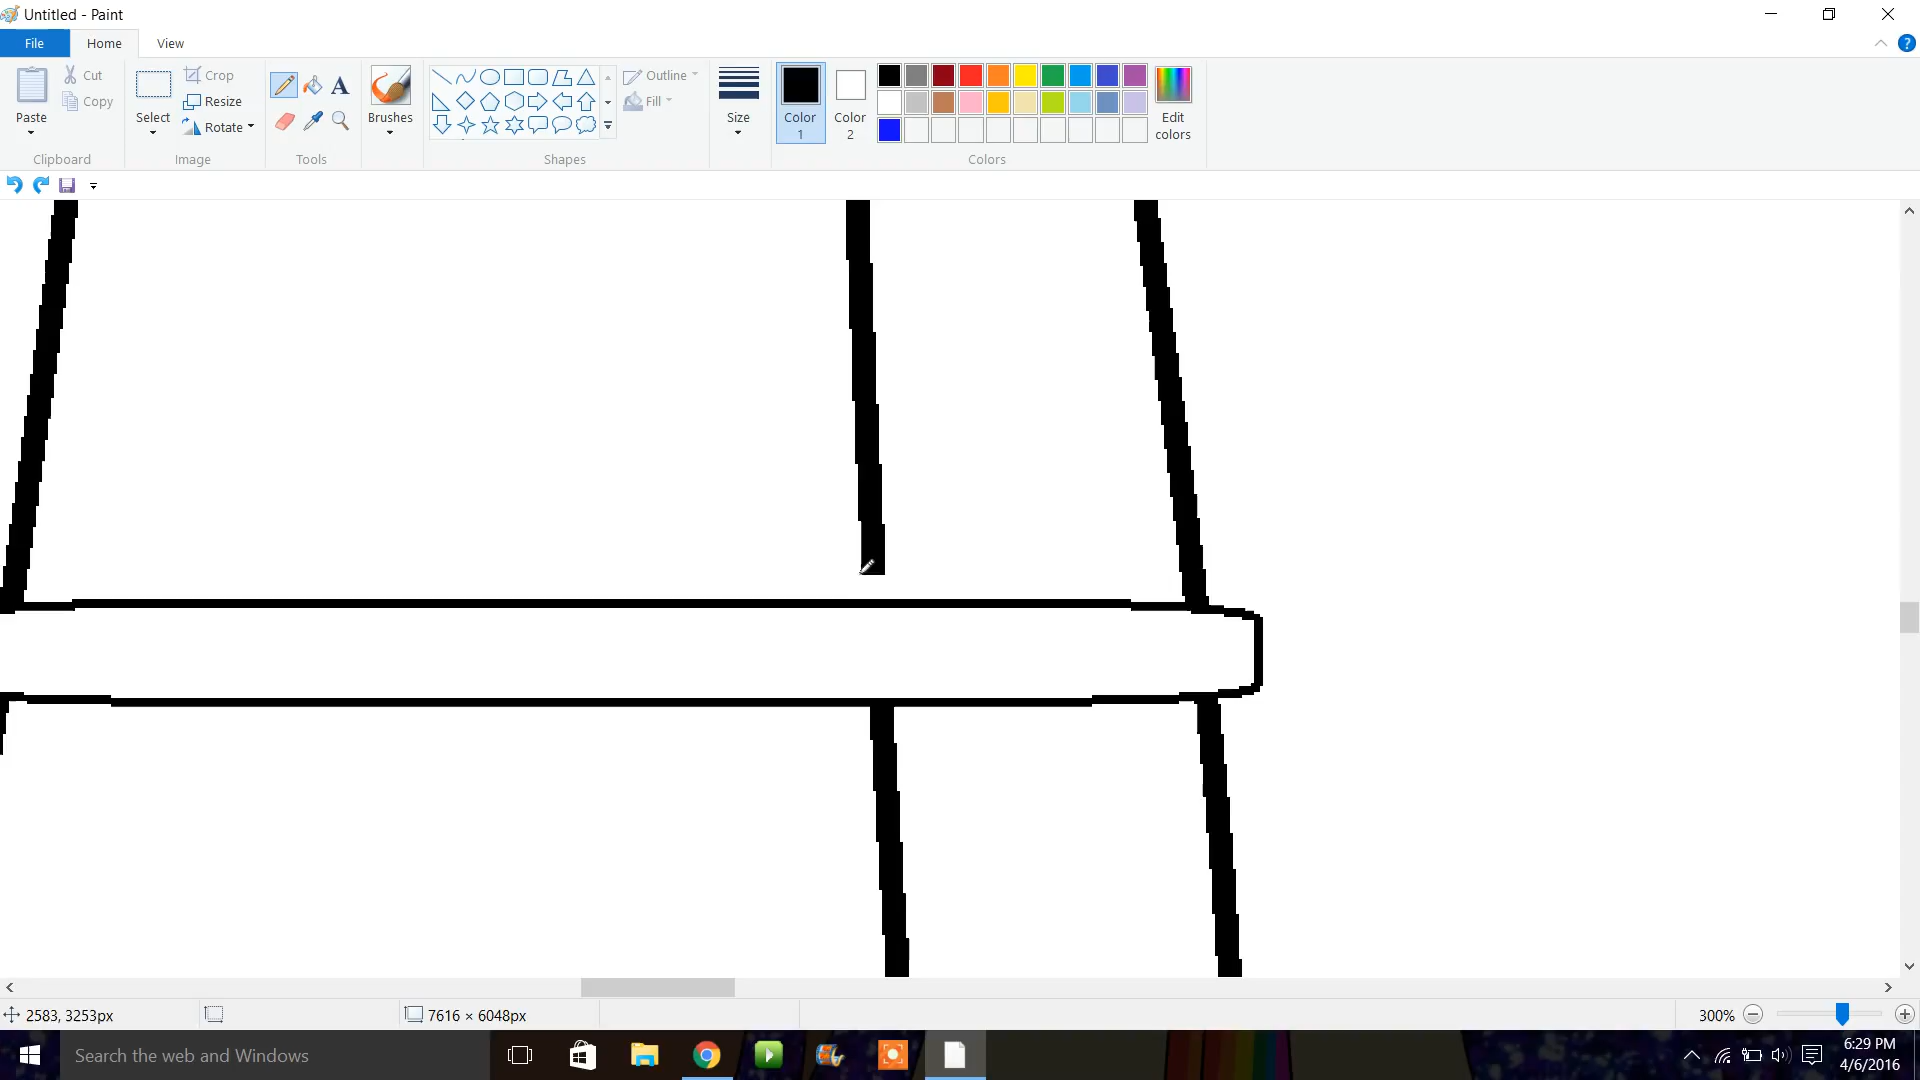 Untitled - Paint
File
Home
View
Paste
Cut
Copy
Clipboard
Select
Crop
Resize
Rotate
Image
A
Tools
Brushes
Outline
Fill
Shapes
Size
Color
1
Color
2
Edit
colors
Colors
?
2583, 3253px
7616 × 6048px
300%
Search the web and Windows
6:29 PM
4/6/2016